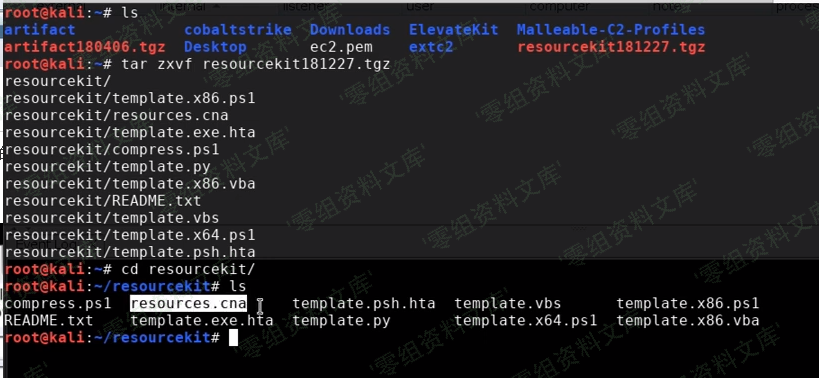 root@kali:~# ls
artifact cobaltstrike Downloads ElevateKit Malleable-C2-Profiles
artifact180406.tgz Desktop ec2.pem extc2 resourcekit181227.tgz
root@kali:~# tar zxvf resourcekit181227.tgz
resourcekit/
resourcekit/template.x86.ps1
resourcekit/resources.cna
resourcekit/template.exe.hta
resourcekit/compress.ps1
resourcekit/template.py
resourcekit/template.x86.vba
resourcekit/README.txt
resourcekit/template.vbs
resourcekit/template.x64.ps1
resourcekit/template.psh.hta
root@kali:~# cd resourcekit/
root@kali:~/resourcekit# ls
compress.ps1 resources.cna template.psh.hta template.vbs template.x86.ps1
README.txt template.exe.hta template.py template.x64.ps1 template.x86.vba
root@kali:~/resourcekit#
零组资料文库